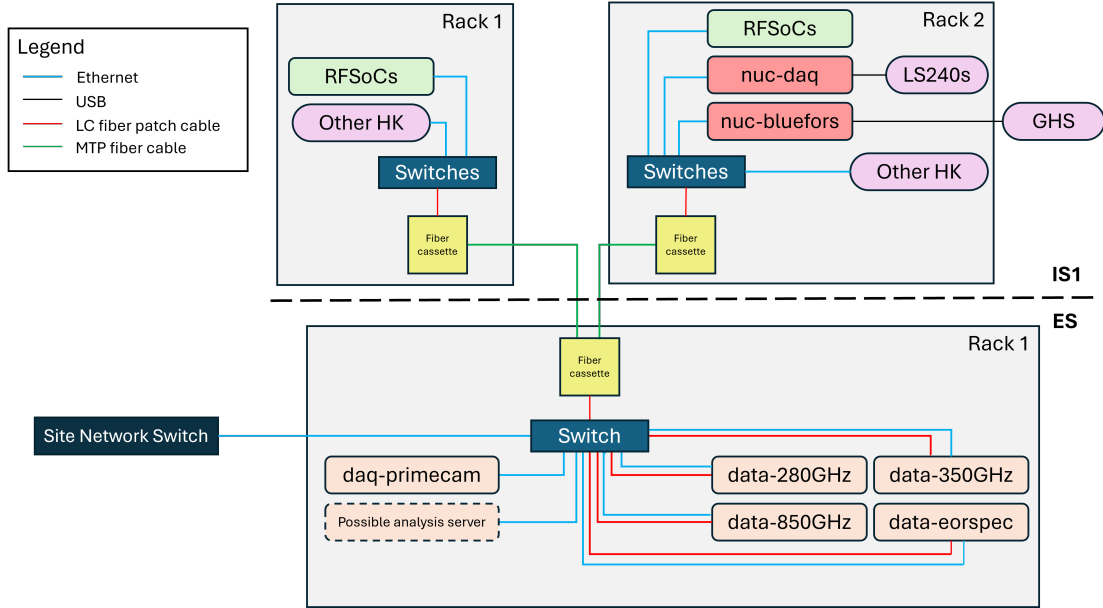 Legend
Ethernet
USB
LC fiber patch cable
MTP fiber cable
Rack 1
RFSoCs
Other HK
Switches
Fiber
cassette
Rack 2
RFSoCs
nuc-daq
LS240s
nuc-bluefors
GHS
Switches
Other HK
Fiber
cassette
IS1
ES
Rack 1
Fiber
cassette
Site Network Switch
Switch
daq-primecam
data-280GHz
data-350GHz
Possible analysis server
data-850GHz
data-eorspec